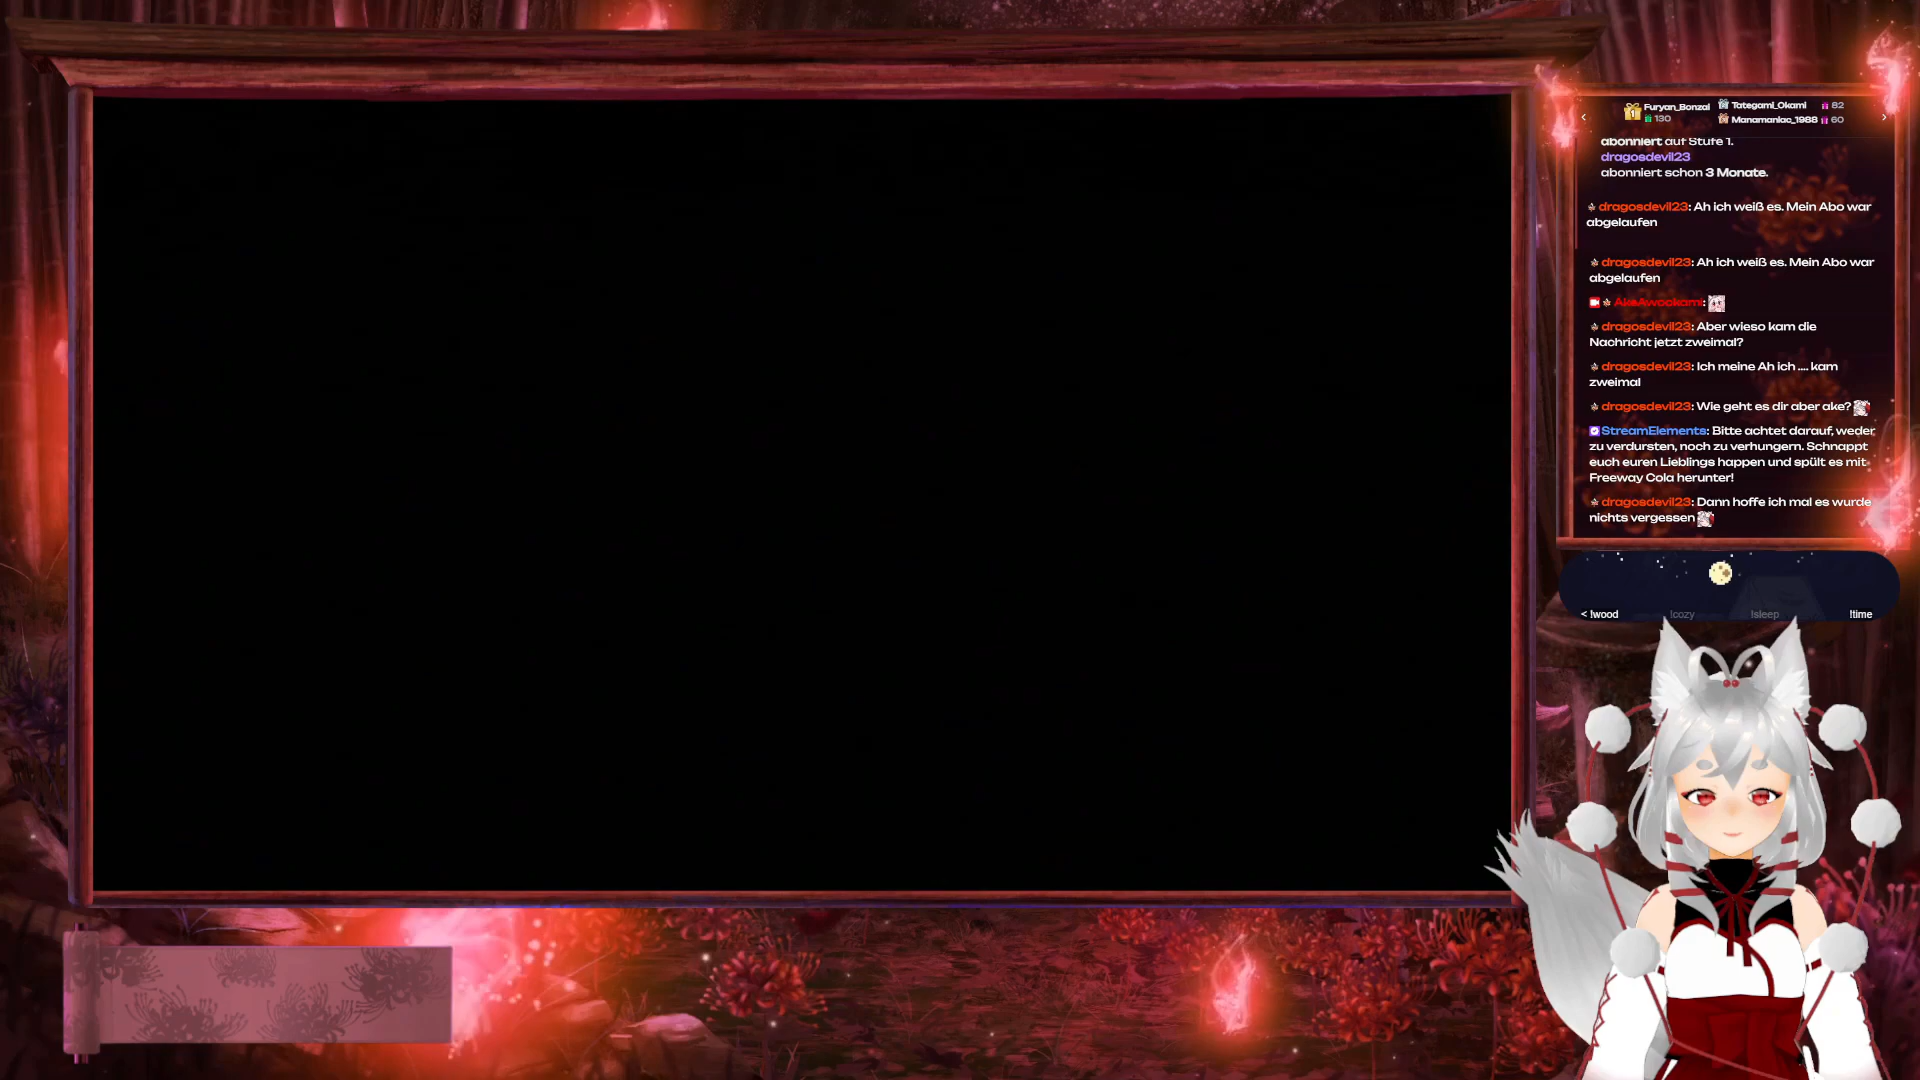 Furyan_Bonzai
130
Tategami_Okami 82
Manamaniac_1988 60
abonniert auf Stufe 1.
dragosdevil23
abonniert schon 3 Monate.
dragosdevil23: Ah ich weiß es. Mein Abo war
abgelaufen
dragosdevil23: Ah ich weiß es. Mein Abo war
abgelaufen
AkeAwookami:
dragosdevil23: Aber wieso kam die
Nachricht jetzt zweimal?
dragosdevil23: Ich meine Ah ich .... kam
zweimal
dragosdevil23: Wie geht es dir aber ake?
StreamElements: Bitte achtet darauf, weder
zu verdursten, noch zu verhungern. Schnappt
euch euren Lieblings happen und spült es mit
Freeway Cola herunter!
dragosdevil23: Dann hoffe ich mal es wurde
nichts vergessen
< !wood !cozy !sleep !time